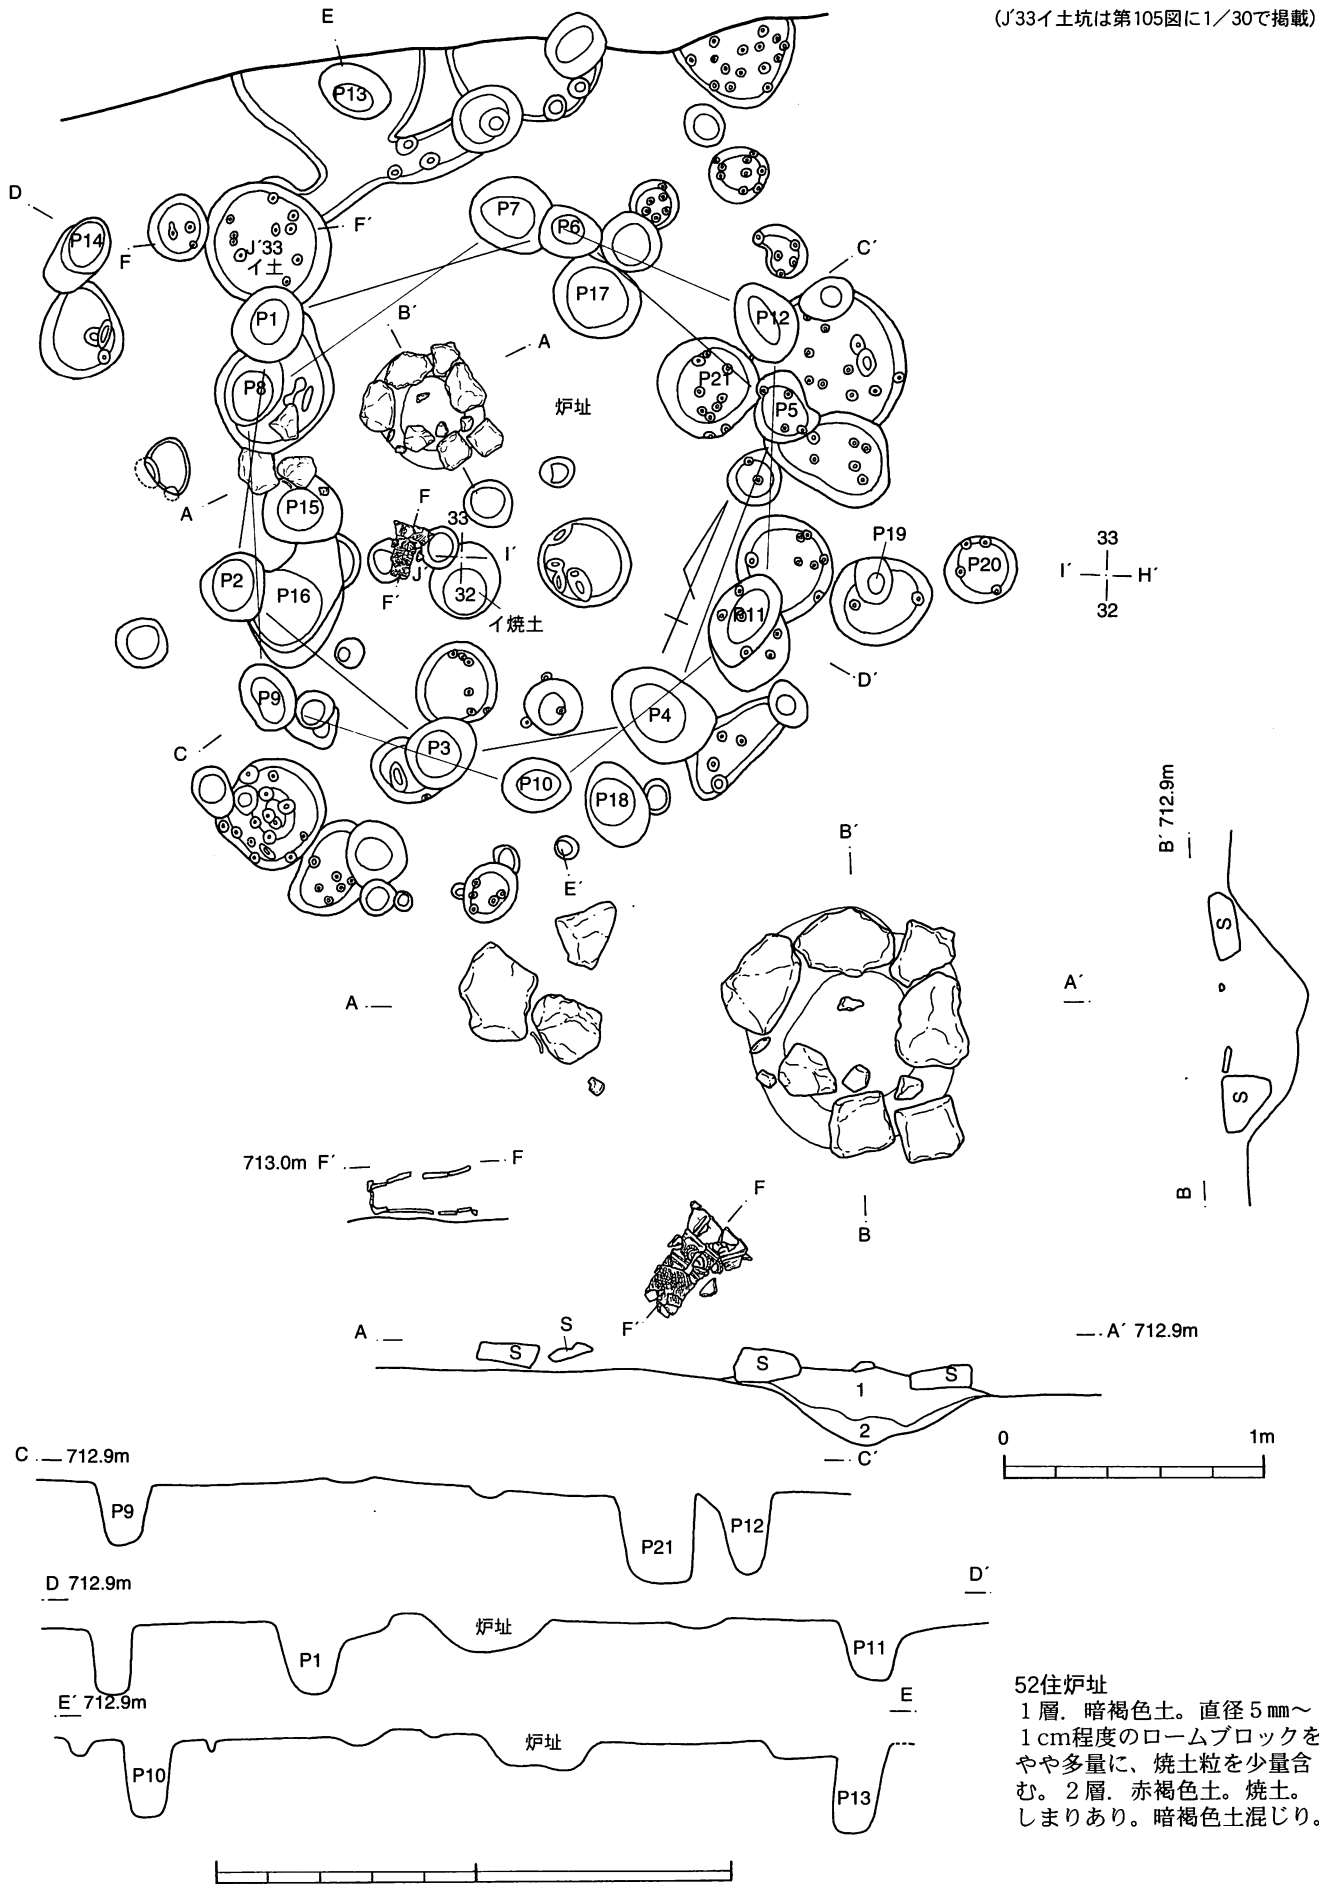 (J´33イ土坑は第105図に1／30で掲載)
E
P13
D
P14
F
F´
J´33
イ土
P7
P6
P17
C´
P1
P12
B´
A
P8
炉址
P21
P5
A
P15
F
33
I´
J´
F´
32
イ焼土
P2
P16
P19
P20
33
I´
H´
32
P11
D´
P9
P4
C
P3
P10
P18
E´
B´
B´ 712.9m
S
S
B
A
A´
B
713.0m F´
F
F
F´
A
S
S
S
S
A´ 712.9m
1
2
0
1m
C
712.9m
C´
P9
P21
P12
D 712.9m
D´
炉址
P1
P11
E´ 712.9m
E
炉址
P10
P13
52住炉址
1層．暗褐色土。直径5㎜～
1cm程度のロームブロックを
やや多量に、焼土粒を少量含
む。2層．赤褐色土。焼土。
しまりあり。暗褐色土混じり。